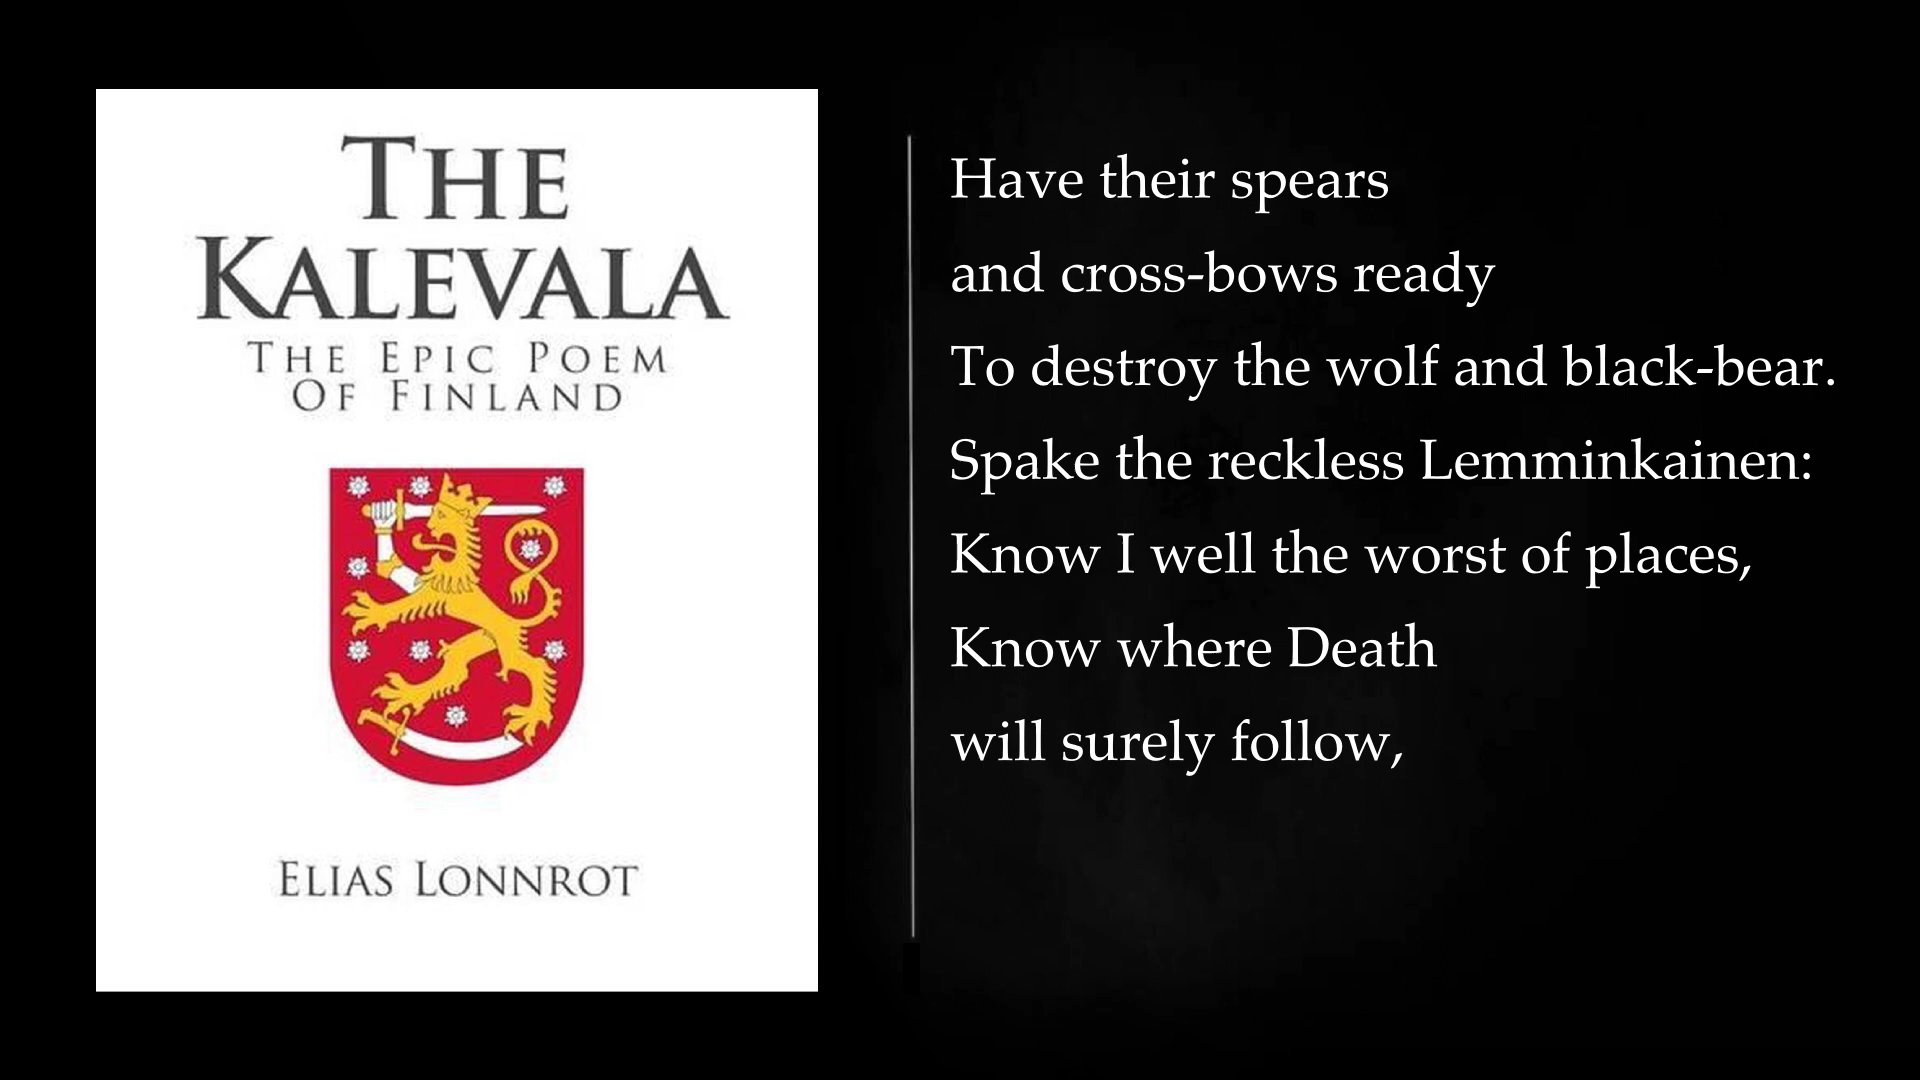 THE
KALEVALA
THE EPIC POEM
OF FINLAND
ELIAS LONNROT
Have their spears
and cross-bows ready
To destroy the wolf and black-bear.
Spake the reckless Lemminkainen:
Know I well the worst of places,
Know where Death
will surely follow,